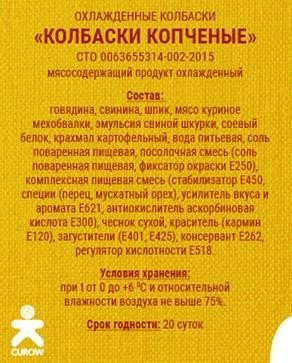 ОХЛАЖДЕННЫЕ КОЛБАСКИ
«КОЛБАСКИ КОПЧЕНЫЕ»
СТО 0063655314-002-2015
мясосодержащий продукт охлажденный
Состав:
говядина, свинина, шпик, мясо куриное
мехобвалки, эмульсия свиной шкурки, соевый
белок, крахмал картофельный, вода питьевая, соль
поваренная пищевая, посолочная смесь (соль
поваренная пищевая, фиксатор окраски Е250),
комплексная пищевая смесь (стабилизатор Е450,
специи (перец, мускатный орех), усилитель вкуса и
аромата Е621, антиокислитель аскорбиновая
кислота Е300), чеснок сухой, краситель (кармин
Е120), загустители (Е401, Е425), консервант Е262,
регулятор кислотности Е518.
Условия хранения:
при t от 0 до +6 ⁰С и относительной
влажности воздуха не выше 75%.
Срок годности: 20 суток
CUROW